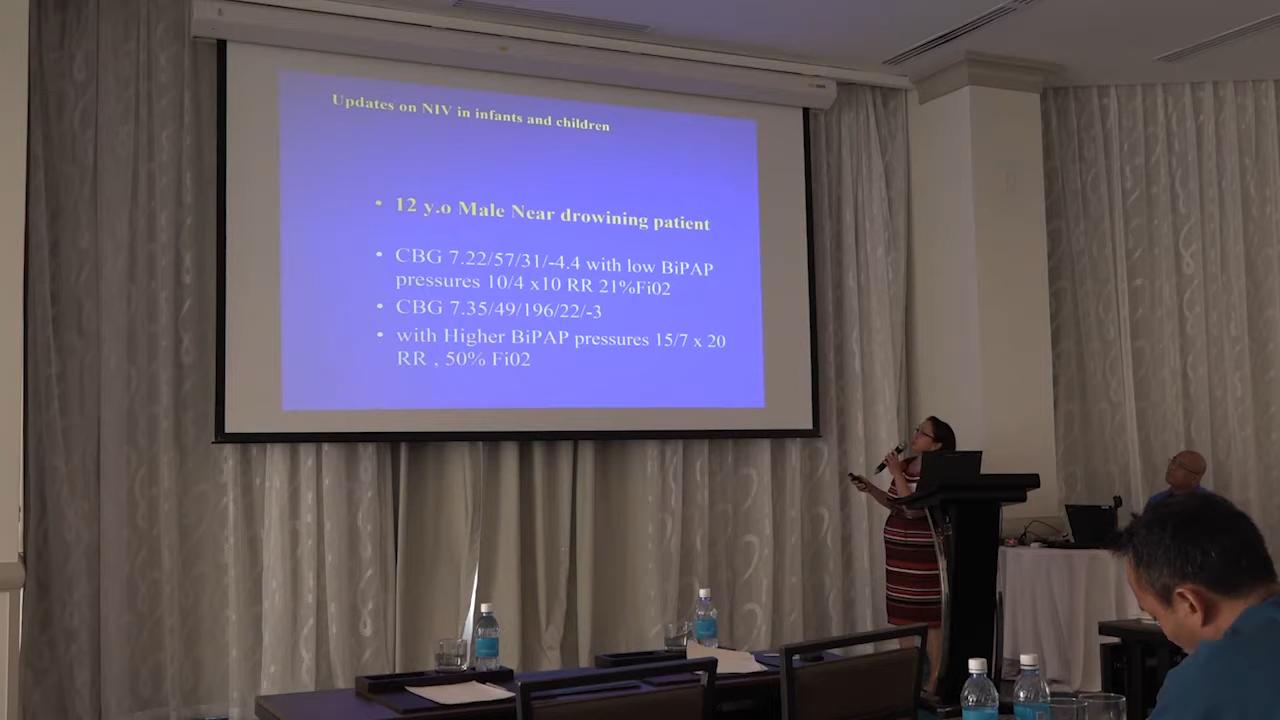 Updates on NIV in infants and children
• 12 y.o Male Near drowining patient
• CBG 7.22/57/31/-4.4 with low BiPAP
pressures 10/4 x10 RR 21%Fi02
• CBG 7.35/49/196/22/-3
• with Higher BiPAP pressures 15/7 x 20
RR , 50% Fi02